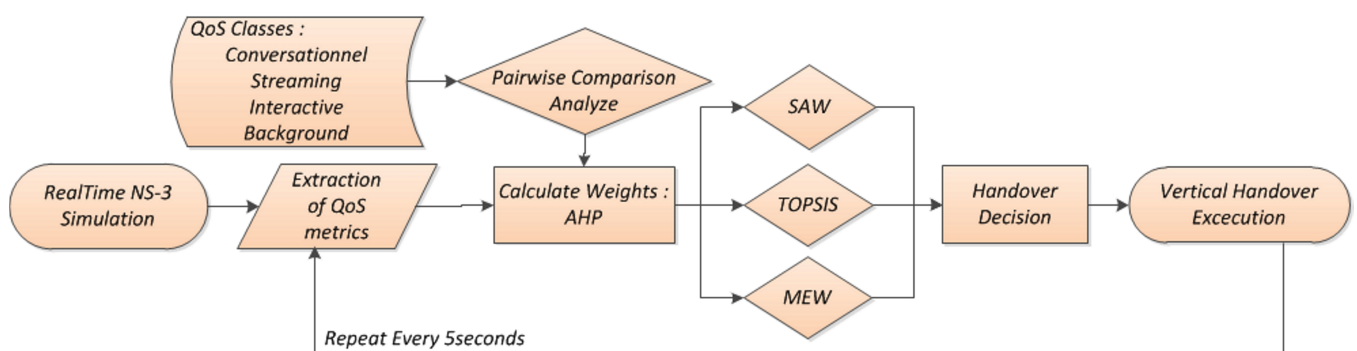 QoS Classes :
Conversationnel
Streaming
Interactive
Background
Pairwise Comparison
Analyze
SAW
RealTime NS-3
Simulation
Extraction
of QoS
metrics
Calculate Weights :
AHP
TOPSIS
Handover
Decision
Vertical Handover
Excecution
MEW
Repeat Every 5seconds